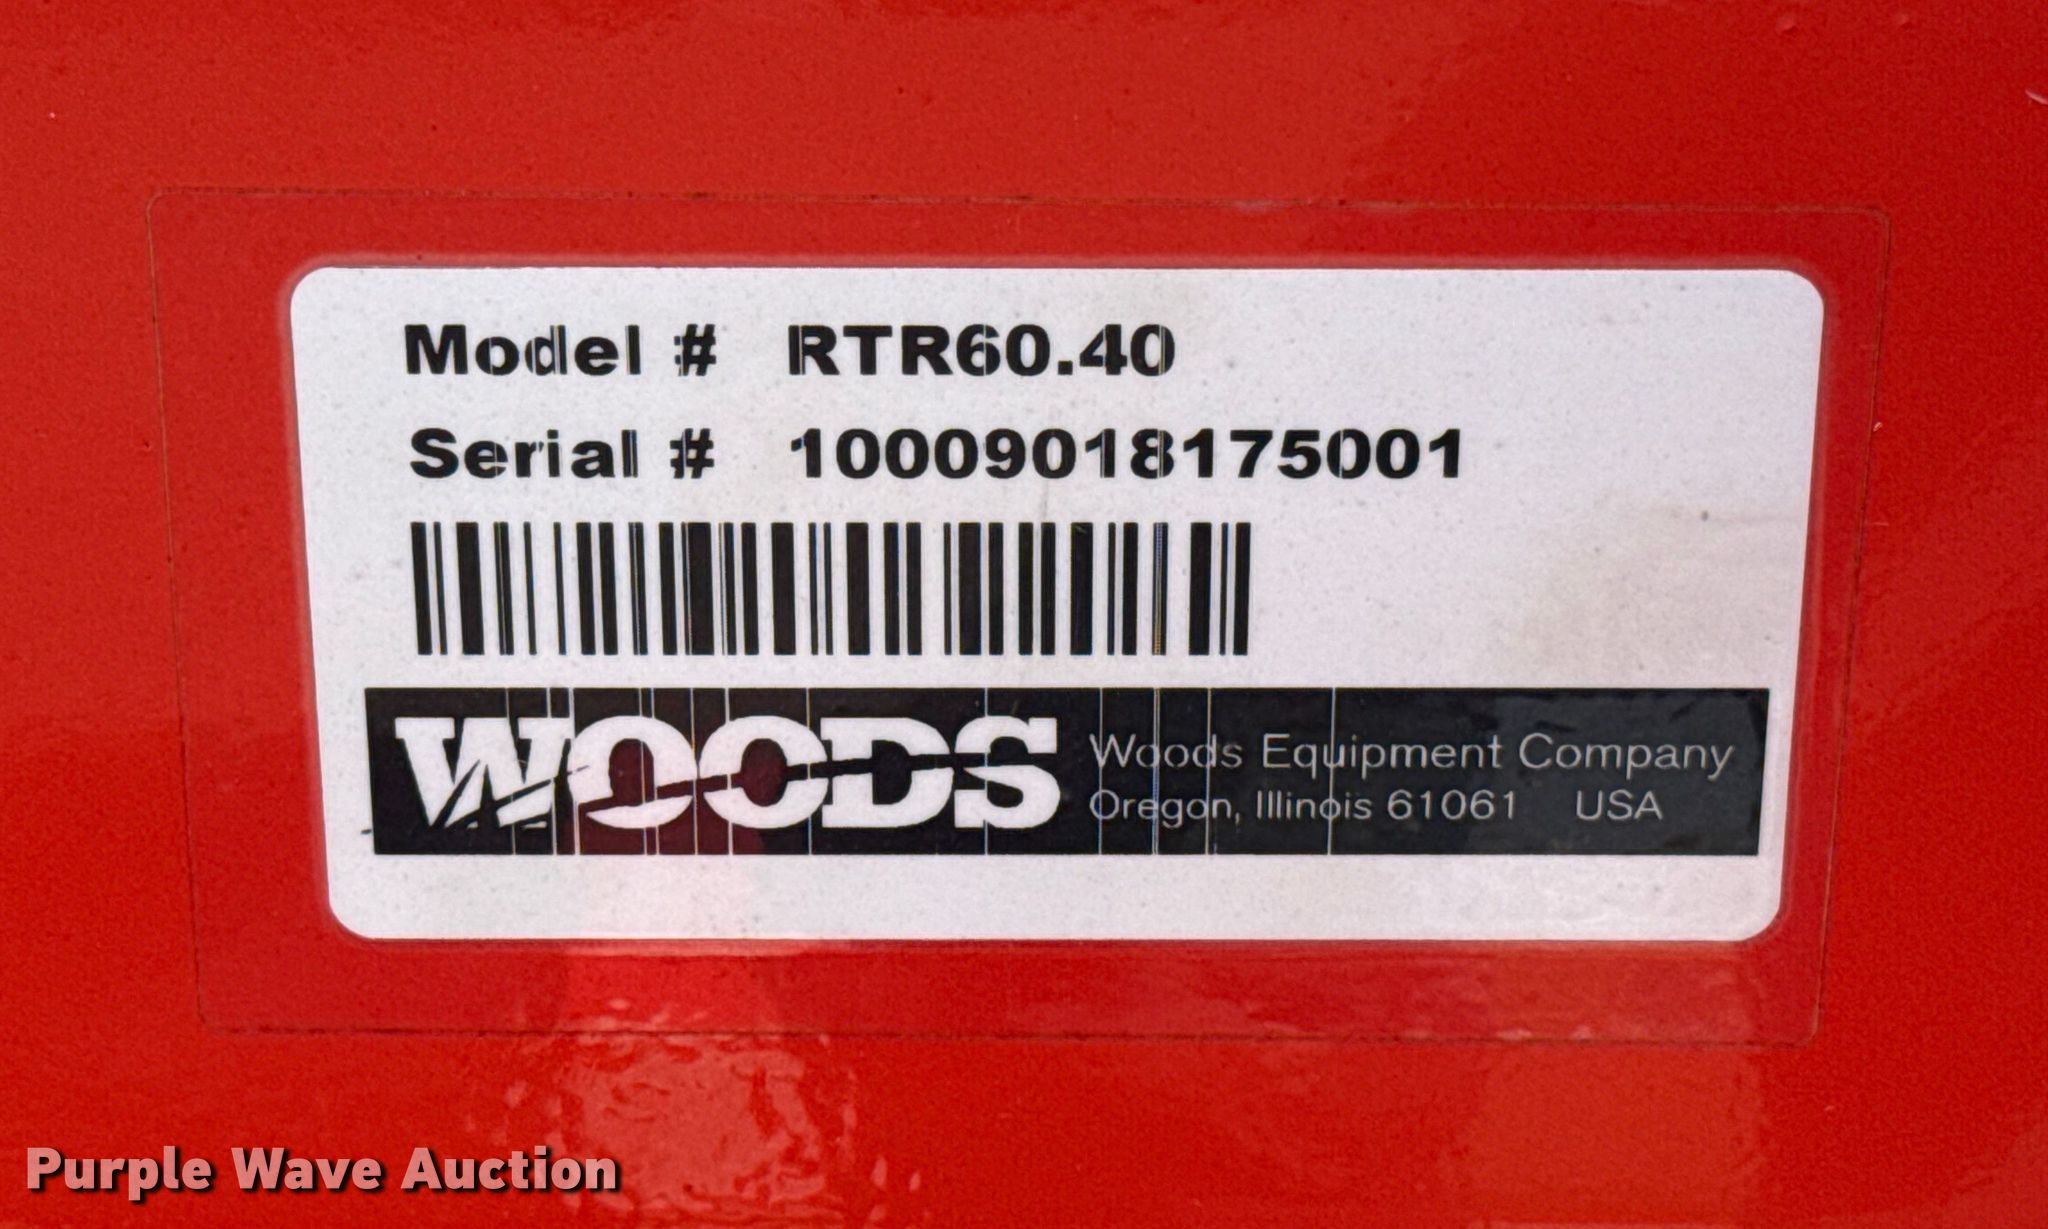 Model # RTR60.40
Serial # 10009018175001
WOODS
Woods Equipment Company
Oregon, Illinois 61061 USA
Purple Wave Auction